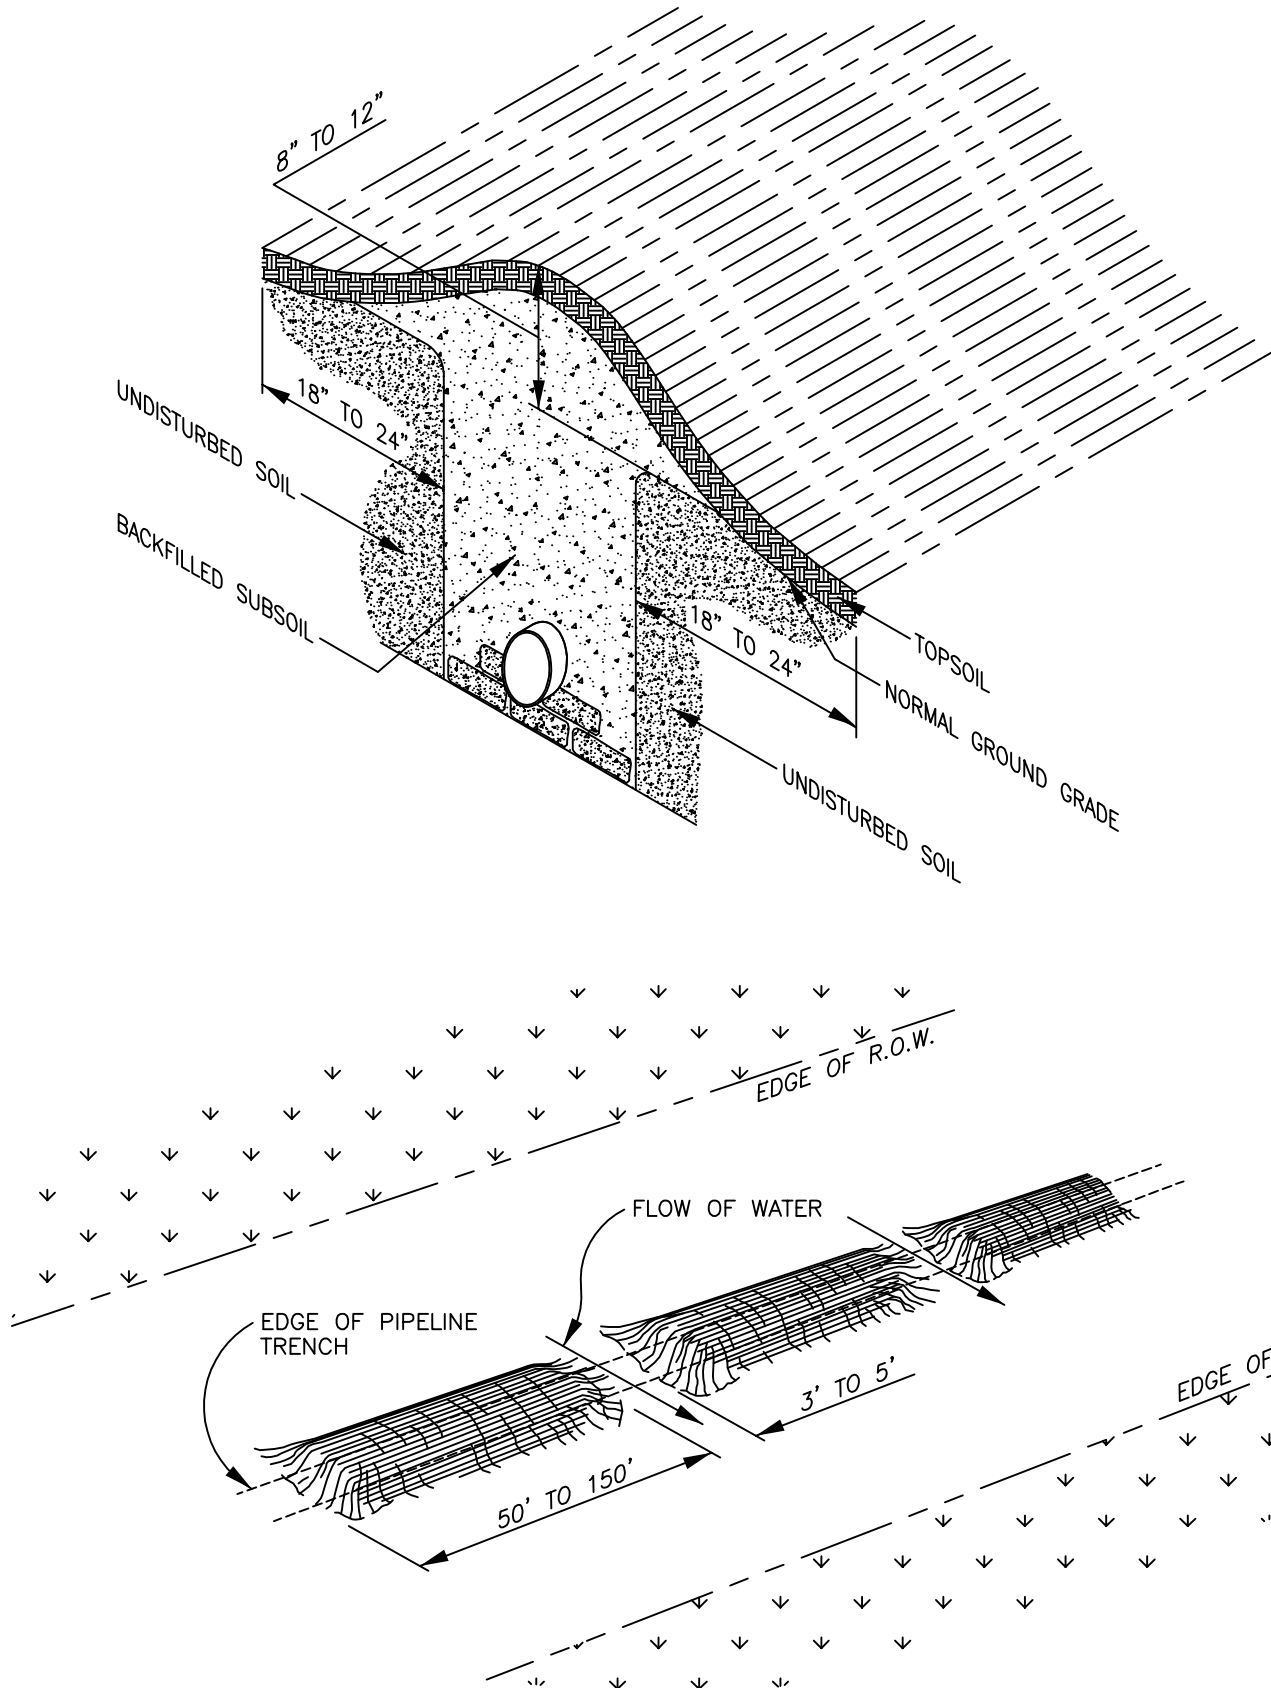 8" TO 12"
18" TO 24"
UNDISTURBED SOIL
BACKFILLED SUBSOIL
18" TO 24"
TOPSOIL
NORMAL GROUND GRADE
UNDISTURBED SOIL
EDGE OF R.O.W.
FLOW OF WATER
EDGE OF PIPELINE
TRENCH
3' TO 5'
EDGE OF
50' TO 150'